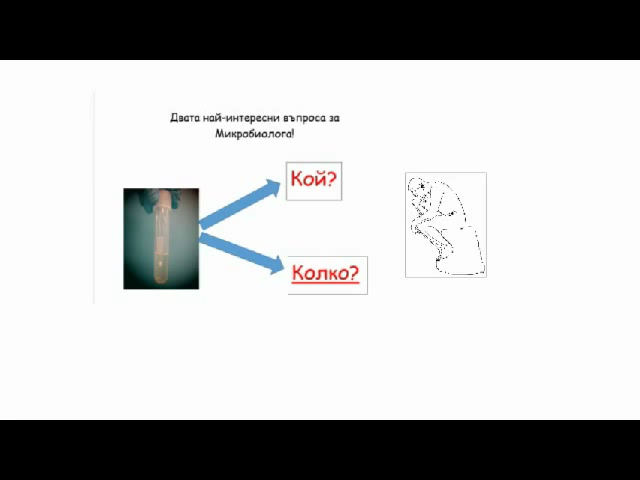 Двата най-интересни въпроса за
Микробиолога!
Кой?
Колко?